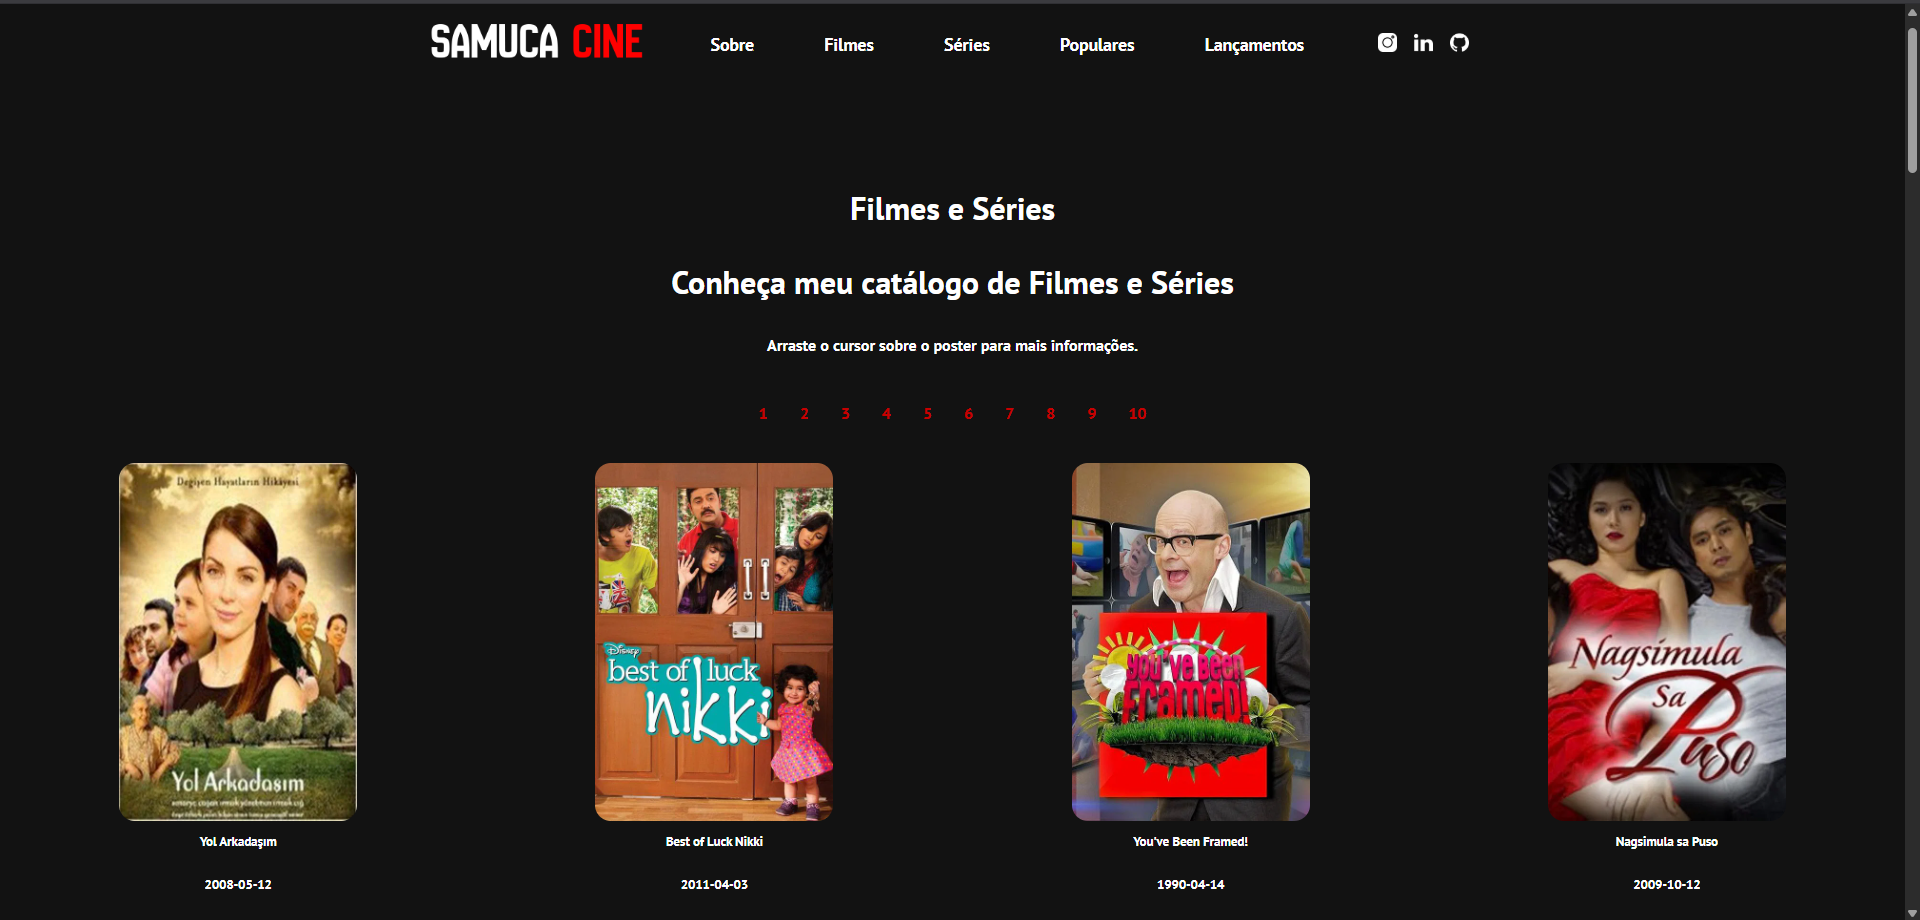 SAMUCA CINE
Sobre
Filmes
Séries
Populares
Lançamentos
Filmes e Séries
Conheça meu catálogo de Filmes e Séries
Arraste o cursor sobre o poster para mais informações.
1 2 3 4 5 6 7 8 9 10
Değişen Hayatların Hikâyesi
Yol Arkadaşım
Disney
best of luck
nikki
You've Been
Framed!
Nagsimula
Sa
Puso
Yol Arkadaşım
Best of Luck Nikki
You've Been Framed!
Nagsimula sa Puso
2008-05-12
2011-04-03
1990-04-14
2009-10-12